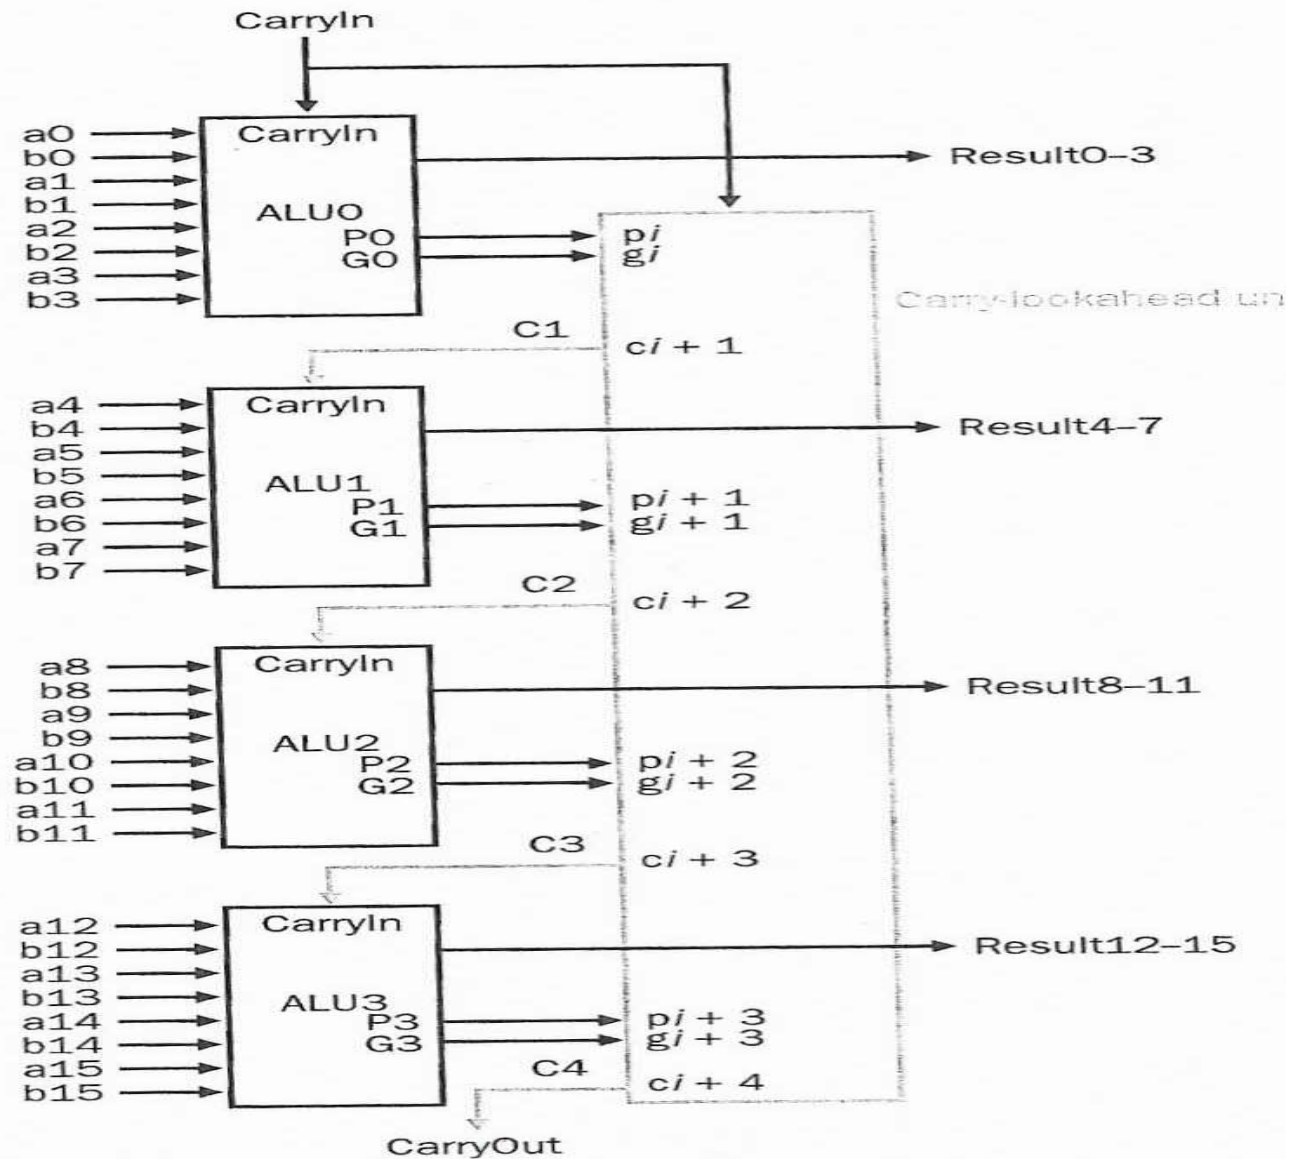 CarryIn
a0
b0
a1
b1
a2
b2
a3
b3
CarryIn
ALU0
P0
G0
Result0–3
pi
gi
Carry-lookahead un
C1
ci + 1
a4
b4
a5
b5
a6
b6
a7
b7
CarryIn
ALU1
P1
G1
Result4–7
pi + 1
gi + 1
C2
ci + 2
a8
b8
a9
b9
a10
b10
a11
b11
CarryIn
ALU2
P2
G2
Result8–11
pi + 2
gi + 2
C3
ci + 3
a12
b12
a13
b13
a14
b14
a15
b15
CarryIn
ALU3
P3
G3
Result12–15
pi + 3
gi + 3
C4
ci + 4
CarryOut